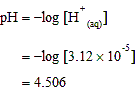 pH = −log [H⁺₍aq₎]
= −log [3.12 × 10⁻⁵]
= 4.506